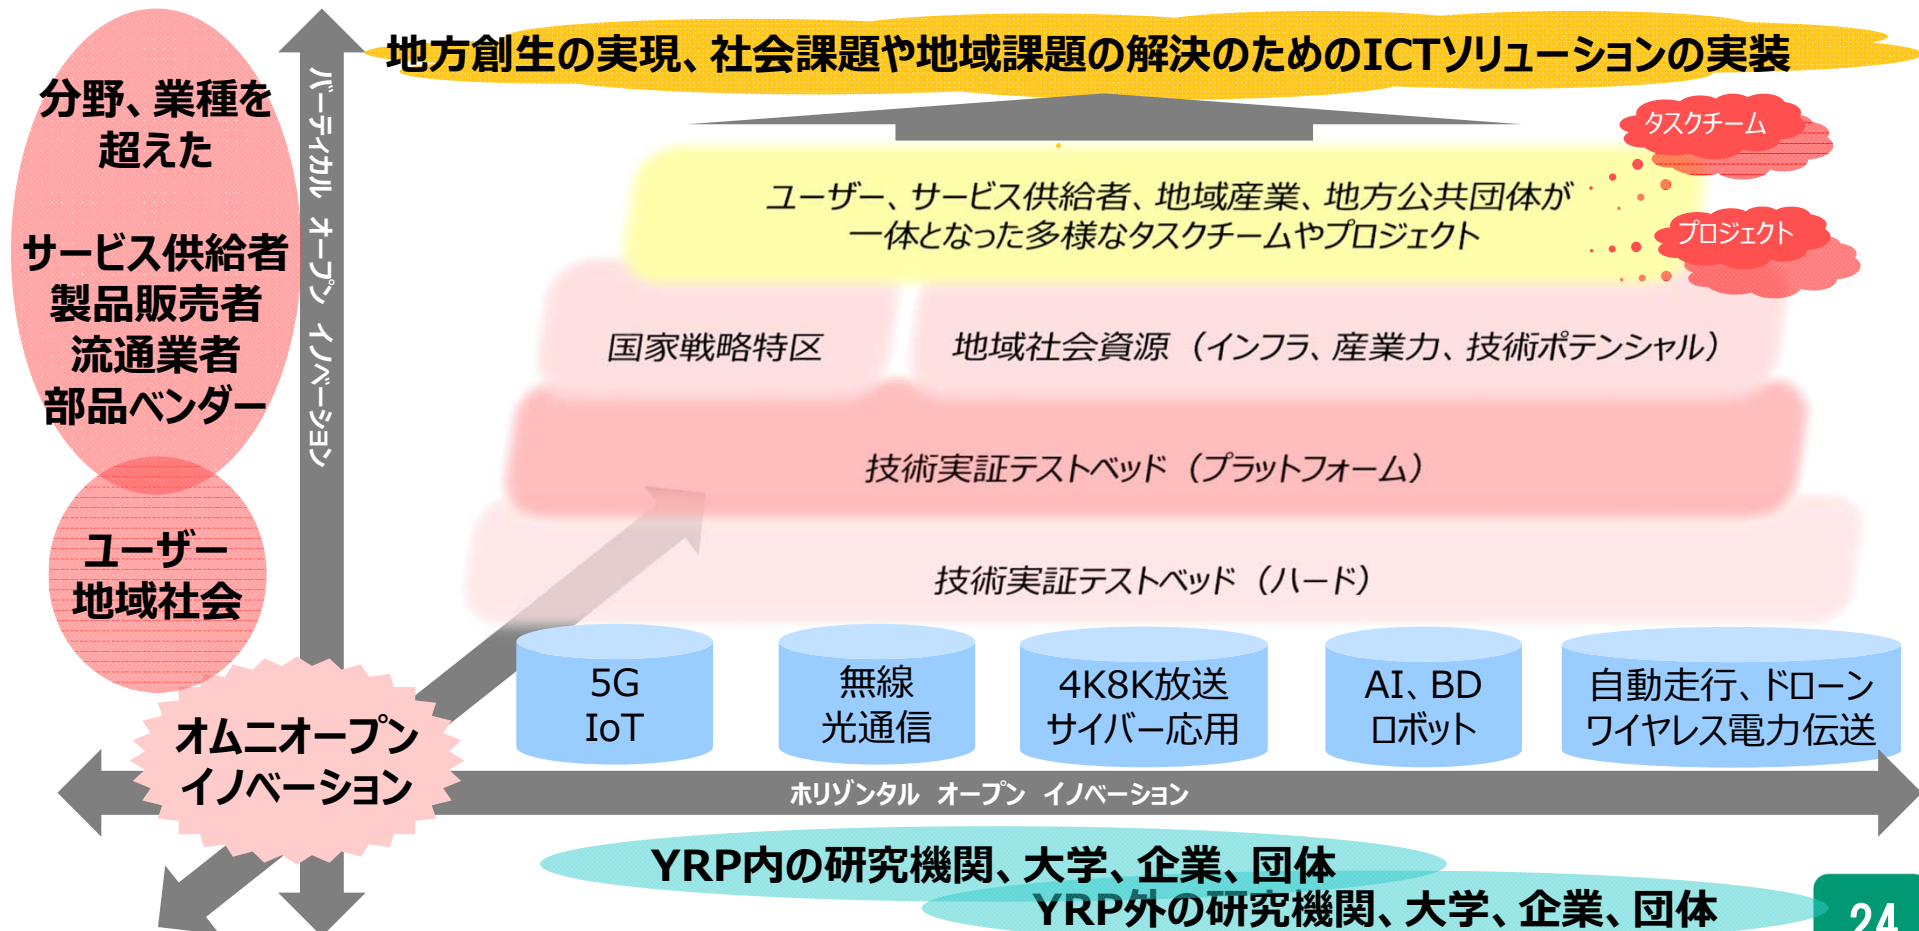 地方創生の実現、社会課題や地域課題の解決のためのICTソリューションの実装
分野、業種を
超えた
サービス供給者
製品販売者
流通業者
部品ベンダー
ユーザー
地域社会
バーティカル オープン イノベーション
タスクチーム
プロジェクト
ユーザー、サービス供給者、地域産業、地方公共団体が
一体となった多様なタスクチームやプロジェクト
国家戦略特区
地域社会資源（インフラ、産業力、技術ポテンシャル）
技術実証テストベッド（プラットフォーム）
技術実証テストベッド（ハード）
5G
IoT
無線
光通信
4K8K放送
サイバー応用
AI、BD
ロボット
自動走行、ドローン
ワイヤレス電力伝送
オムニオープン
イノベーション
ホリゾンタル オープン イノベーション
YRP内の研究機関、大学、企業、団体
YRP外の研究機関、大学、企業、団体
24